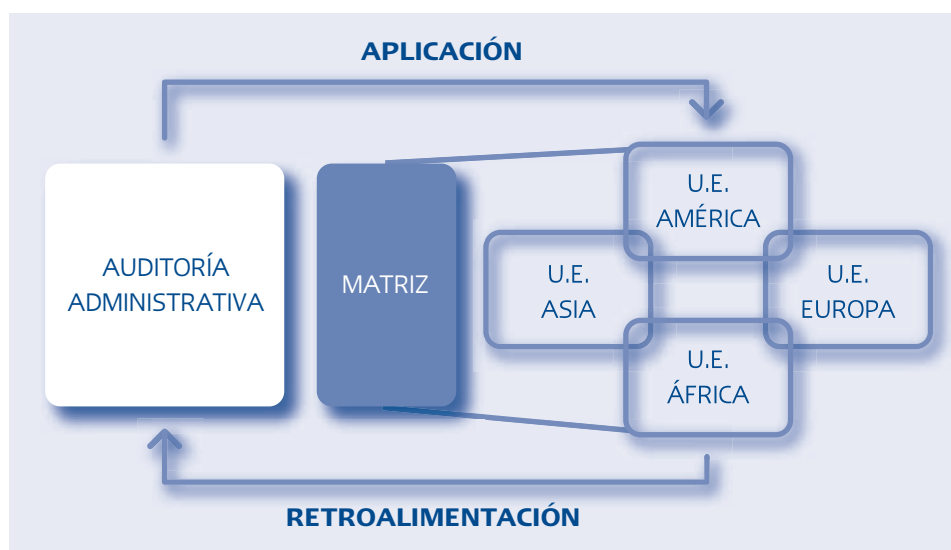 APLICACIÓN
AUDITORÍA
ADMINISTRATIVA
MATRIZ
U.E.
AMÉRICA
U.E.
ASIA
U.E.
EUROPA
U.E.
ÁFRICA
RETROALIMENTACIÓN